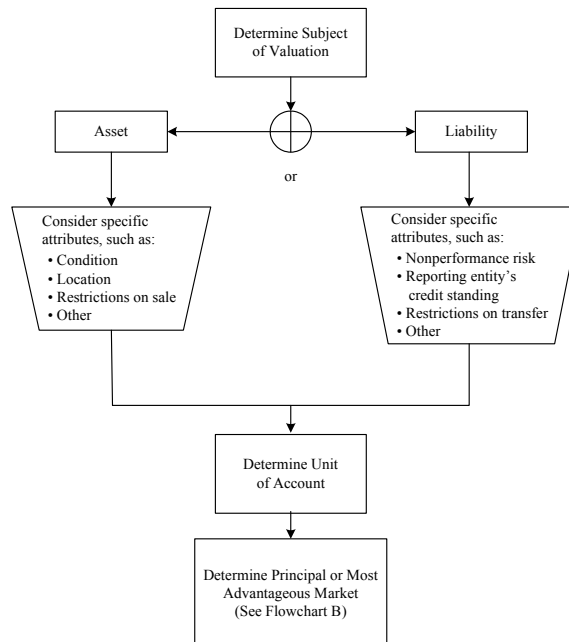 Determine Subject
of Valuation
Asset
Liability
or
Consider specific
attributes, such as:
• Condition
• Location
• Restrictions on sale
• Other
Consider specific
attributes, such as:
• Nonperformance risk
• Reporting entity’s
credit standing
• Restrictions on transfer
• Other
Determine Unit
of Account
Determine Principal or Most
Advantageous Market
(See Flowchart B)